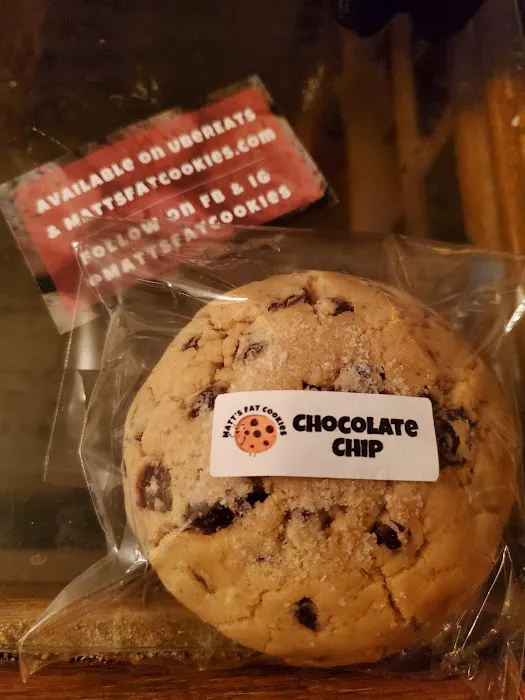 AVAILABLE ON UBEREATS
& MATTSFATCOOKIES.COM
FOLLOW ON FB & IG
@MATTSFATCOOKIES
MATT'S FAT COOKIES
CHOCOLATE
CHIP